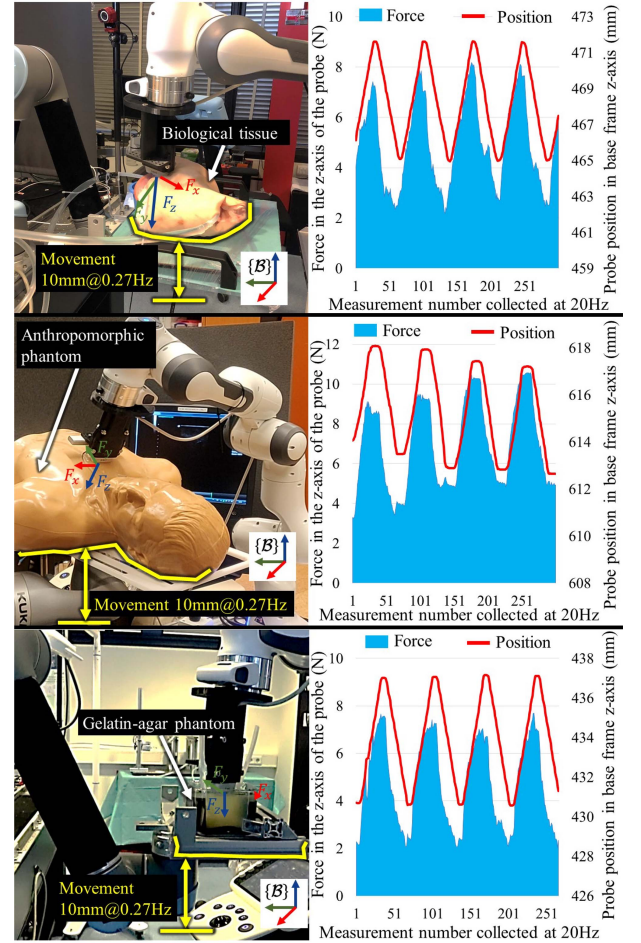 Biological tissue
Fx
Fy
Fz
Movement
10mm@0.27Hz
{B}
Force in the z-axis of the probe (N)
10
8
6
4
2
0
Force
Position
473
471
469
467
465
463
461
459
Probe position in base frame z-axis (mm)
1 51 101 151 201 251
Measurement number collected at 20Hz
Anthropomorphic
phantom
Fy
Fx
Fz
{B}
KUK
Movement 10mm@0.27Hz
Force in the z-axis of the probe (N)
12
10
8
6
4
2
0
Force
Position
618
616
614
612
610
608
Probe position in base frame z-axis (mm)
1 51 101 151 201 251
Measurement number collected at 20Hz
Gelatin-agar phantom
Fy
Fx
Fz
Movement
10mm@0.27Hz
{B}
Force in the z-axis of the probe (N)
10
8
6
4
2
0
Force
Position
438
436
434
432
430
428
426
Probe position in base frame z-axis (mm)
1 51 101 151 201 251
Measurement number collected at 20Hz